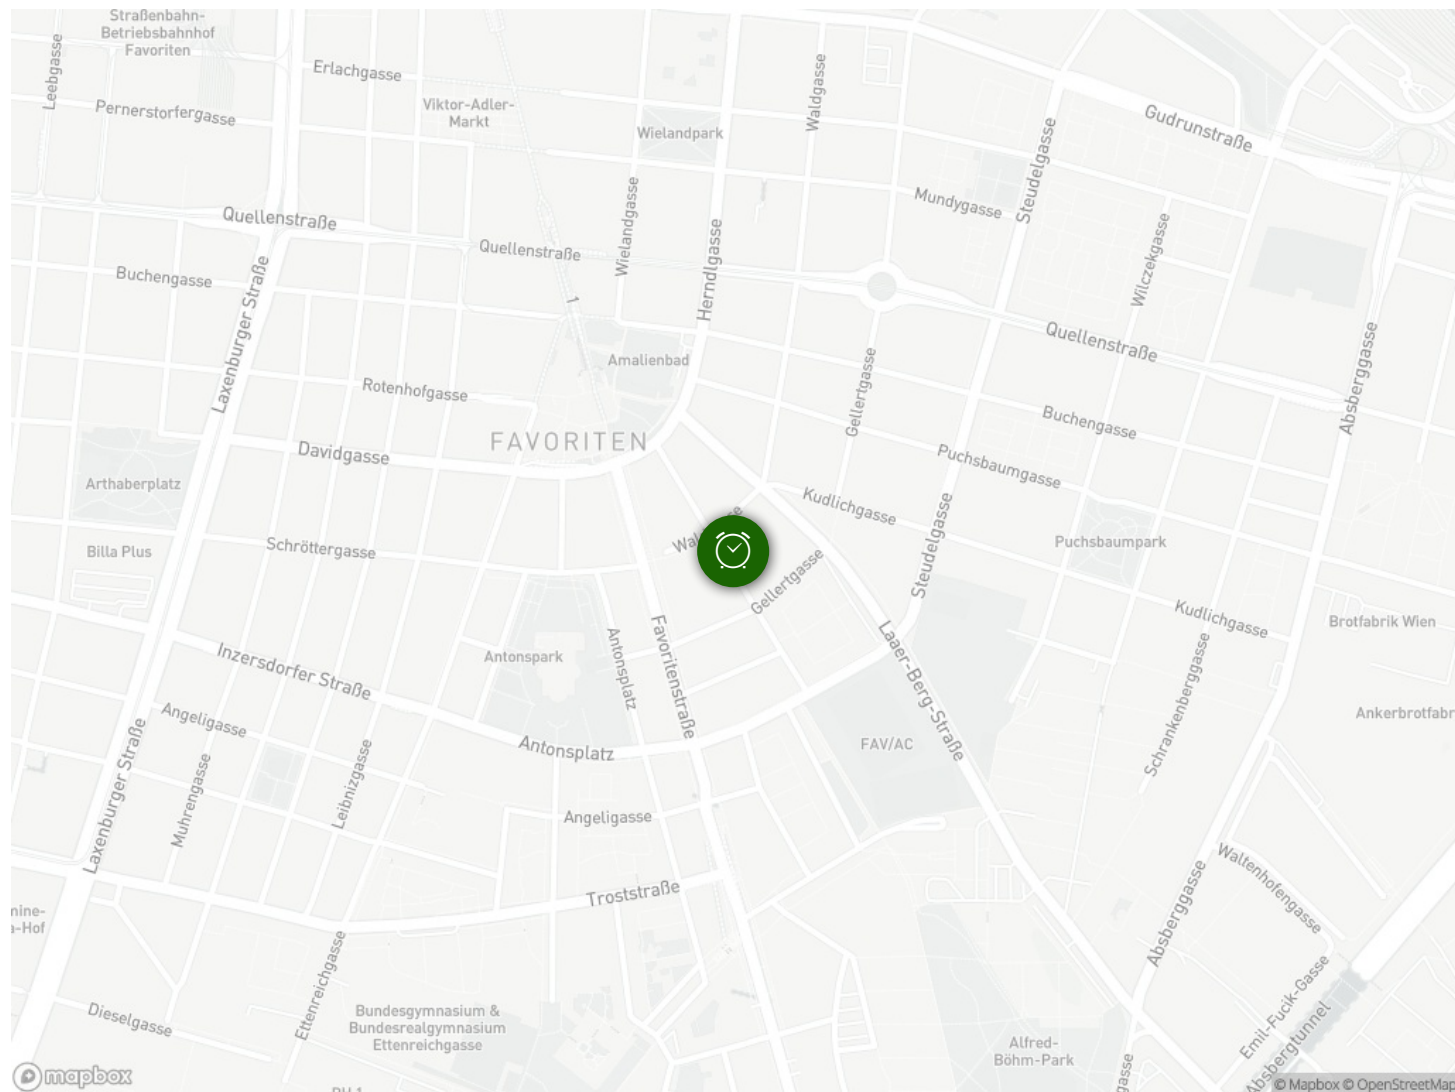 Straßenbahn-
Betriebsbahnhof
Favoriten
Leebgasse
Erlachgasse
Pernerstorfergasse
Viktor-Adler-
Markt
Wielandpark
Waldgasse
Gudrunstraße
Steudelgasse
Mundygasse
Quellenstraße
Quellenstraße
Wielandgasse
Herndlgasse
Wilczekgasse
Buchengasse
Laxenburger Straße
1
Quellenstraße
Amalienbad
Gellertgasse
Absberggasse
Rotenhofgasse
Buchengasse
FAVORITEN
Davidgasse
Puchsbaumgasse
Arthaberplatz
Kudlichgasse
Steudelgasse
Billa Plus
Schröttergasse
Puchsbaumpark
Gellertgasse
Kudlichgasse
Brotfabrik Wien
Inzersdorfer Straße
Antonspark
Antonsplatz
Favoritenstraße
Laaer-Berg-Straße
Schrankenberggasse
Angeligasse
Ankerbrotfabr
Antonsplatz
FAV/AC
Laxenburger Straße
Muhrengasse
Leibnizgasse
Angeligasse
Troststraße
Waltenhofengasse
Absberggasse
nine-
a-Hof
Ettenreichgasse
Dieselgasse
Bundesgymnasium &
Bundesrealgymnasium
Ettenreichgasse
Alfred-
Böhm-Park
Emil-Fucik-Gasse
Absbergtunnel
gasse
mapbox
© Mapbox © OpenStreetMap